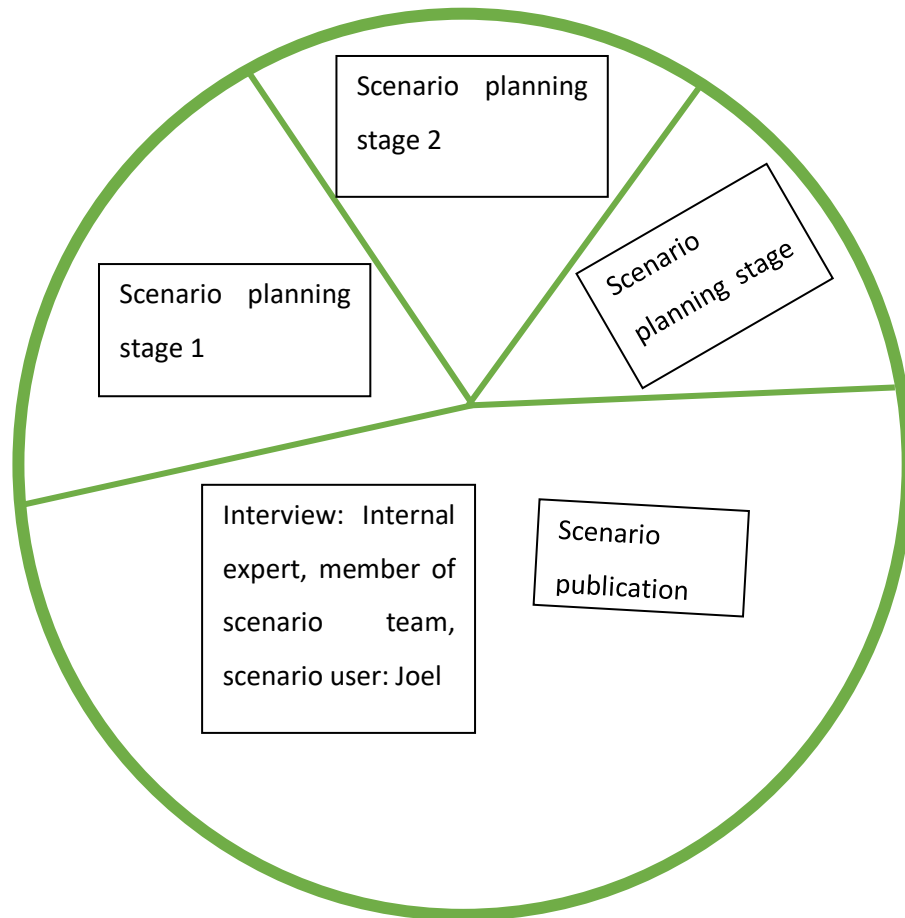 Scenario planning
stage 2
Scenario
planning stage
Scenario planning
stage 1
Interview: Internal
expert, member of
scenario team,
scenario user: Joel
Scenario
publication